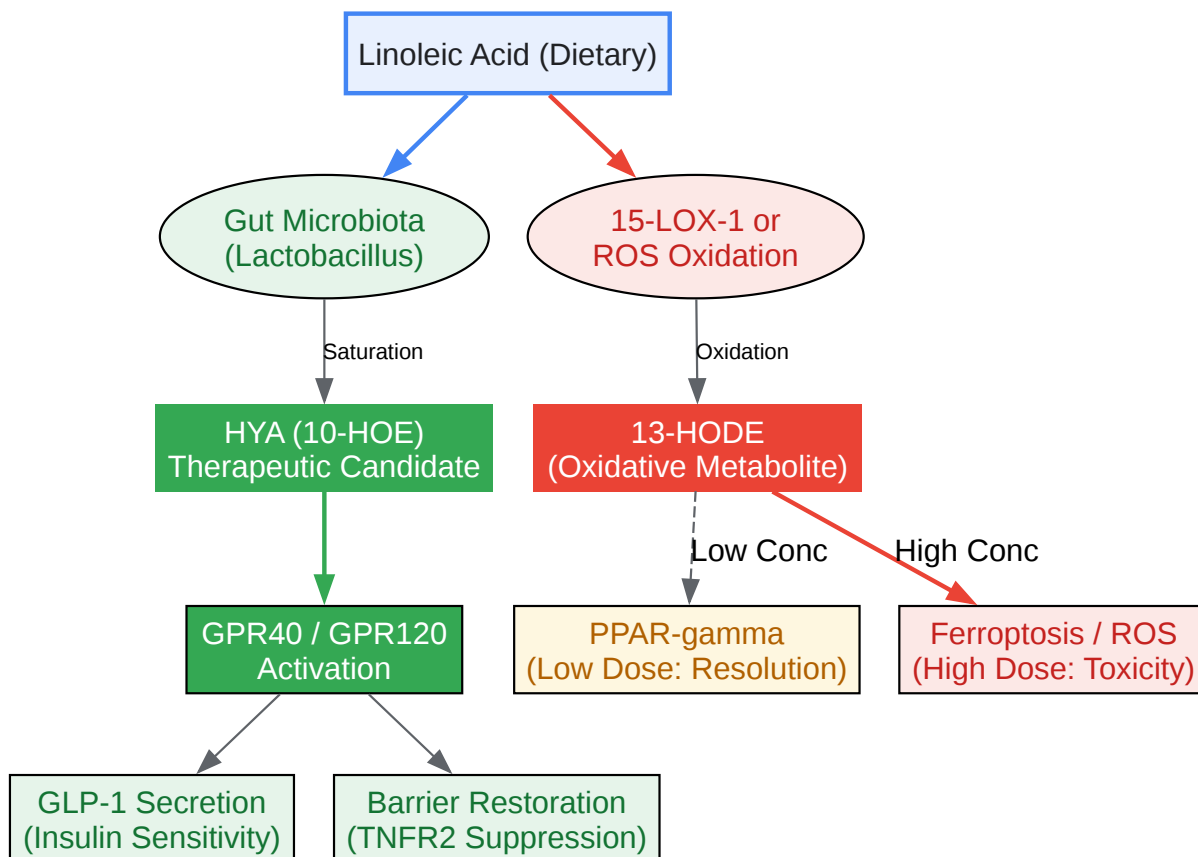 Linoleic Acid (Dietary)
Gut Microbiota
(Lactobacillus)
15-LOX-1 or
ROS Oxidation
Saturation
Oxidation
HYA (10-HOE)
Therapeutic Candidate
13-HODE
(Oxidative Metabolite)
Low Conc
High Conc
GPR40 / GPR120
Activation
PPAR-gamma
(Low Dose: Resolution)
Ferroptosis / ROS
(High Dose: Toxicity)
GLP-1 Secretion
(Insulin Sensitivity)
Barrier Restoration
(TNFR2 Suppression)